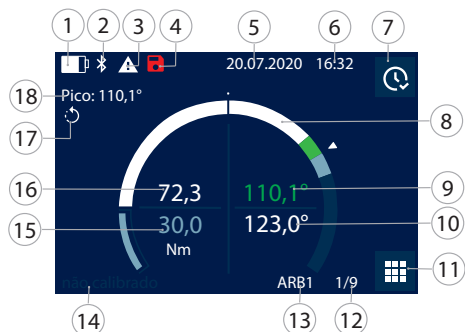 1 2 3 4 5 6 7
20.07.2020 16:32
18 Pico: 110,1°
17
8
16 72,3 110,1° 9
15 30,0 123,0° 10
Nm
11
não calibrado ARB1 1/9
14 13 12